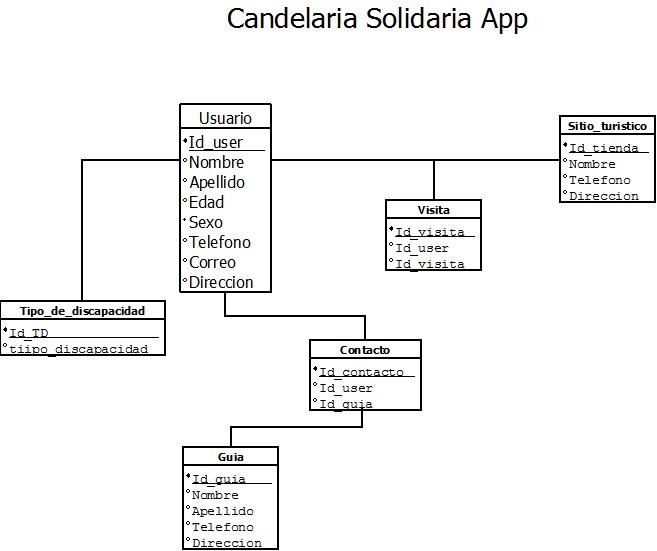 Candelaria Solidaria App
Usuario
Id_user
Nombre
Apellido
Edad
Sexo
Telefono
Correo
Direccion
Sitio_turistico
Id_tienda
Nombre
Telefono
Direccion
Visita
Id_visita
Id_user
Id_visita
Tipo_de_discapacidad
Id_TD
tiipo_discapacidad
Contacto
Id_contacto
Id_user
Id_guia
Guia
Id_guia
Nombre
Apellido
Telefono
Direccion